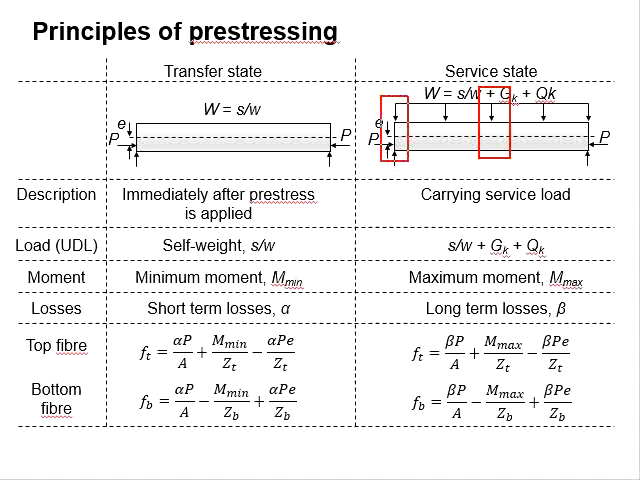 Principles of prestressing
Transfer state
Service state
W = s/w
W = s/w + Gk + Qk
e
P
P
e
P
P
Description
Immediately after prestress
is applied
Carrying service load
Load (UDL)
Self-weight, s/w
s/w + Gk + Qk
Moment
Minimum moment, Mmin
Maximum moment, Mmax
Losses
Short term losses, α
Long term losses, β
Top fibre
ft = αP/A + Mmin/Zt − αPe/Zt
ft = βP/A + Mmax/Zt − βPe/Zt
Bottom
fibre
fb = αP/A − Mmin/Zb + αPe/Zb
fb = βP/A − Mmax/Zb + βPe/Zb